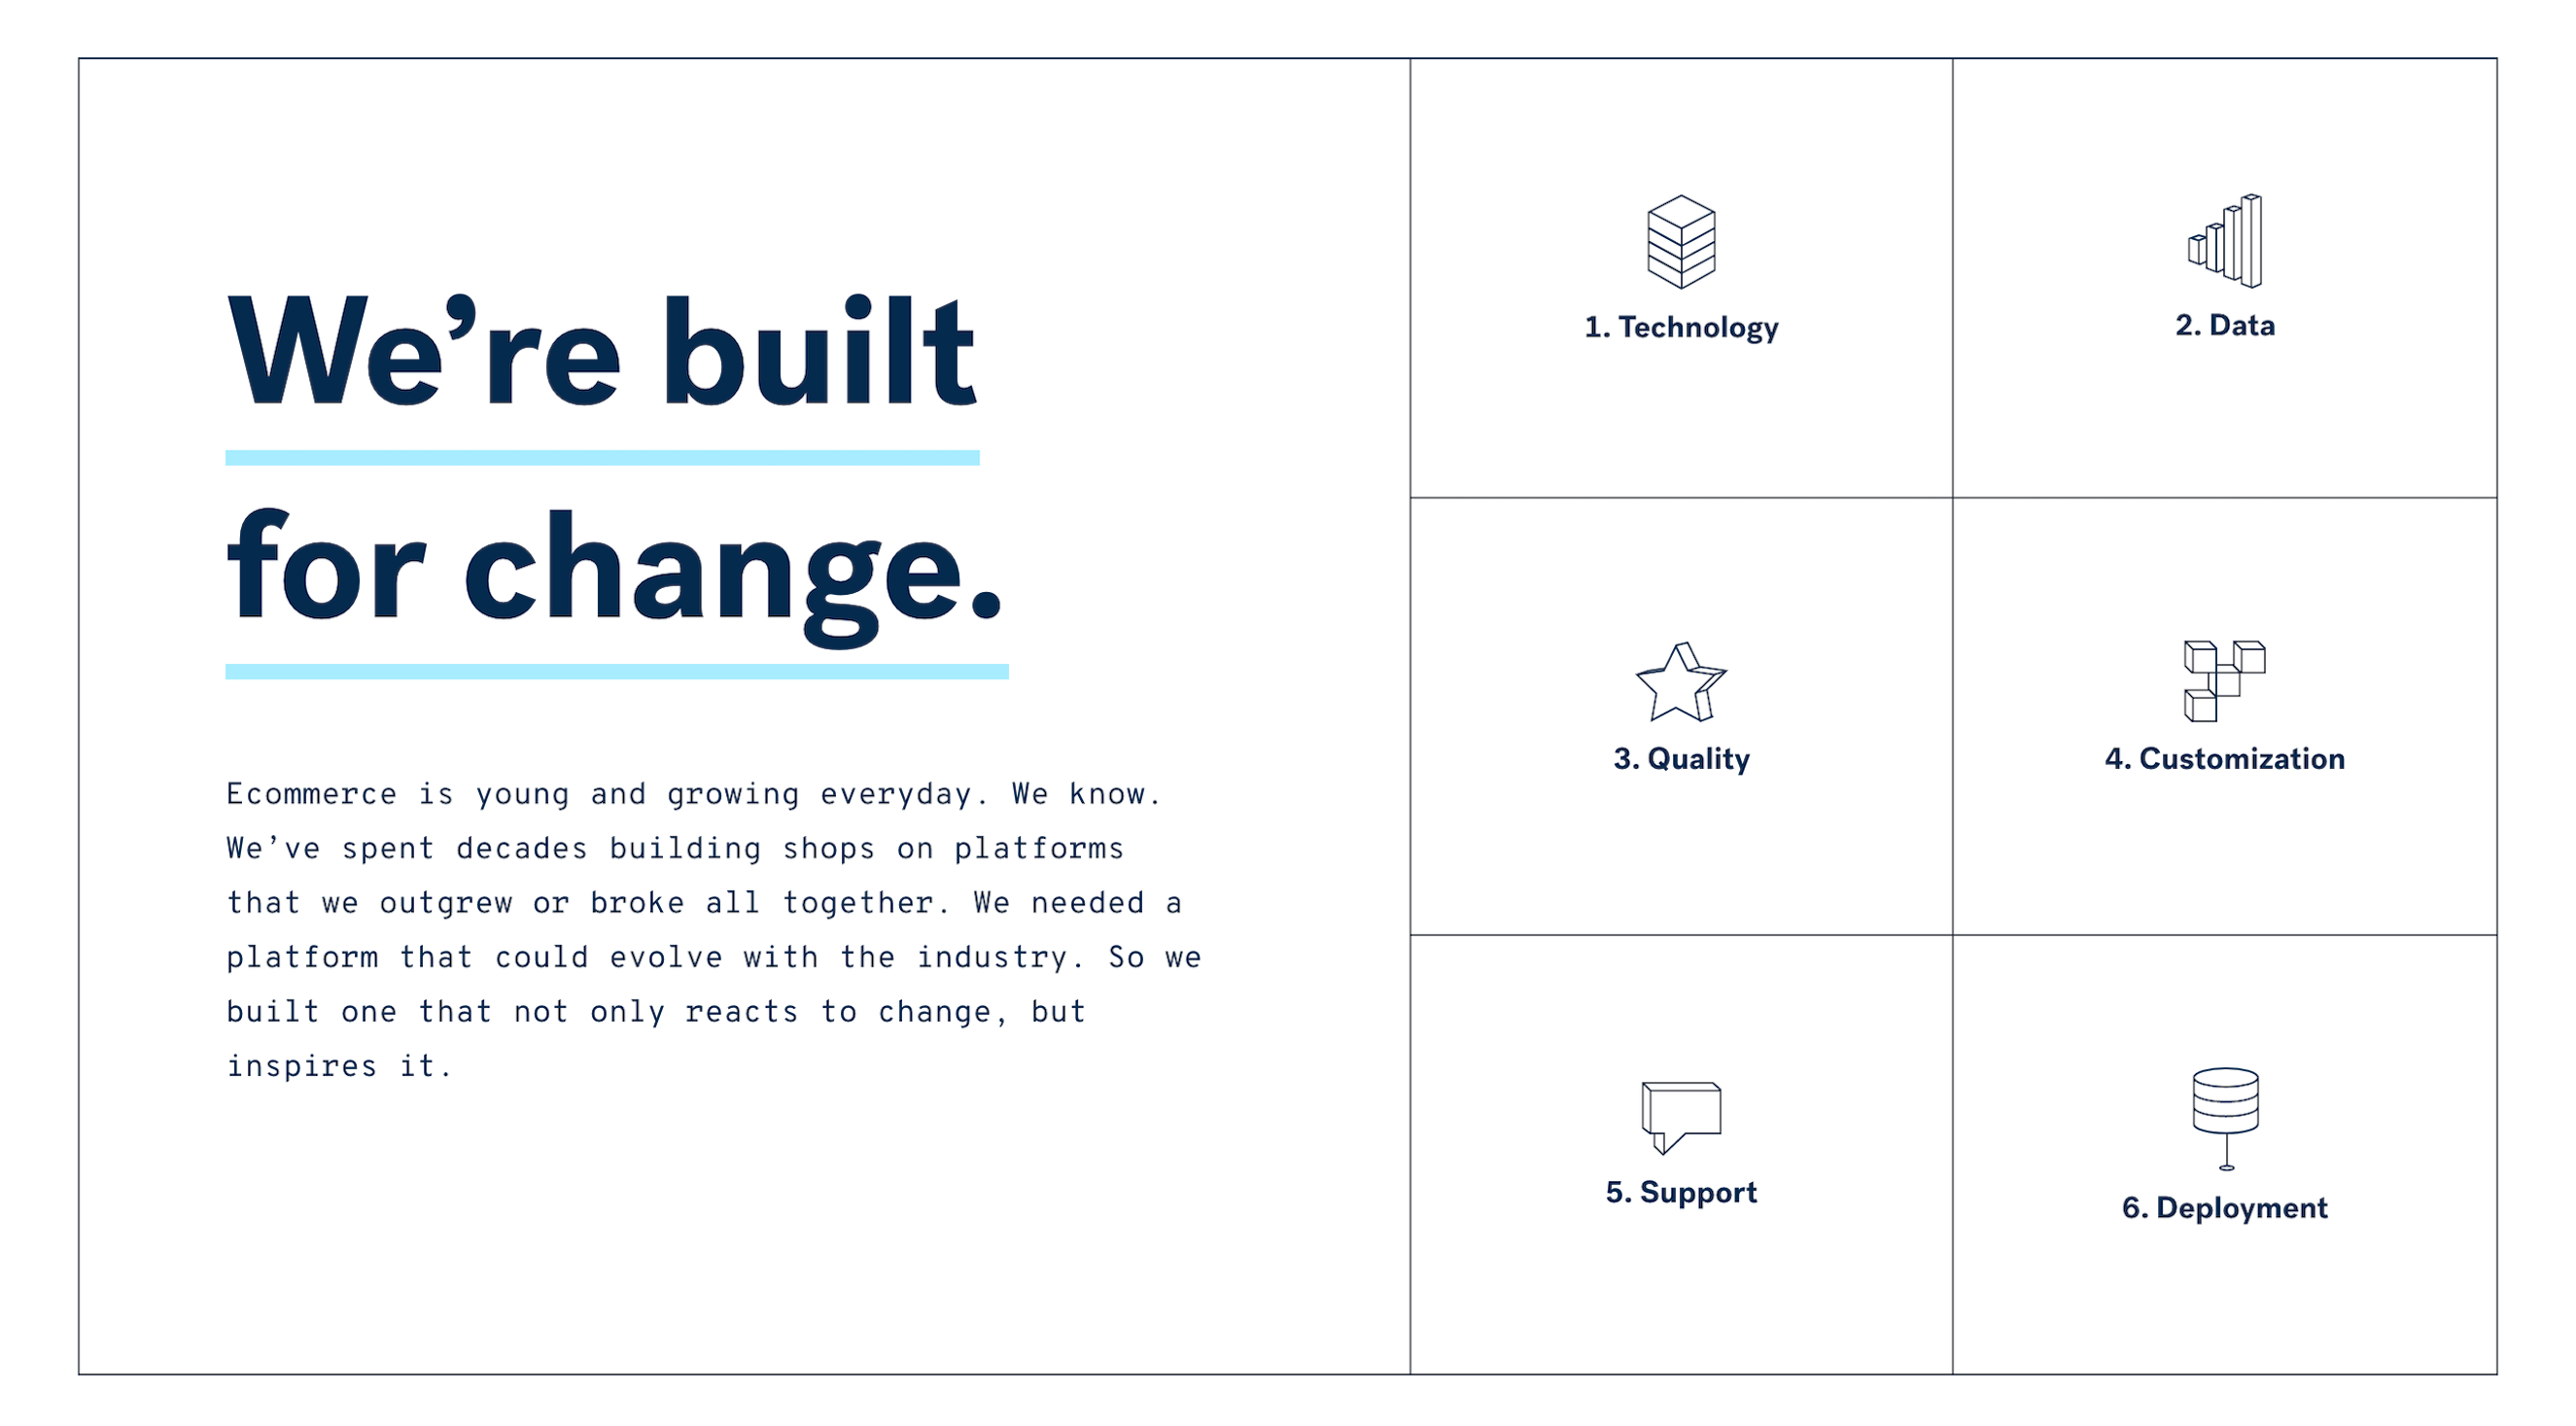 We’re built
for change.
Ecommerce is young and growing everyday. We know.
We’ve spent decades building shops on platforms
that we outgrew or broke all together. We needed a
platform that could evolve with the industry. So we
built one that not only reacts to change, but
inspires it.
1. Technology
2. Data
3. Quality
4. Customization
5. Support
6. Deployment